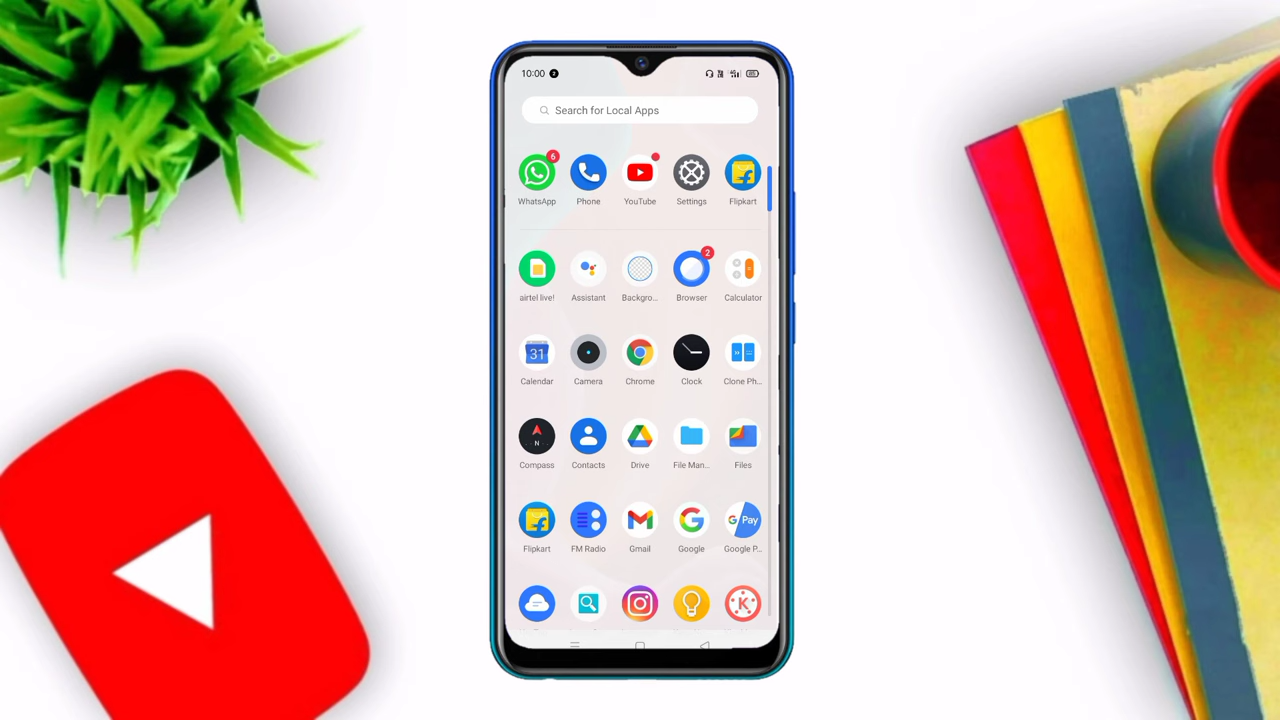 10:00
Search for Local Apps
WhatsApp Phone YouTube Settings Flipkart
6
airtel live! Assistant Backgro... Browser Calculator
2
31
Calendar Camera Chrome Clock Clone Ph...
N
Compass Contacts Drive File Man... Files
G Pay
Flipkart FM Radio Gmail Google Google P...
K